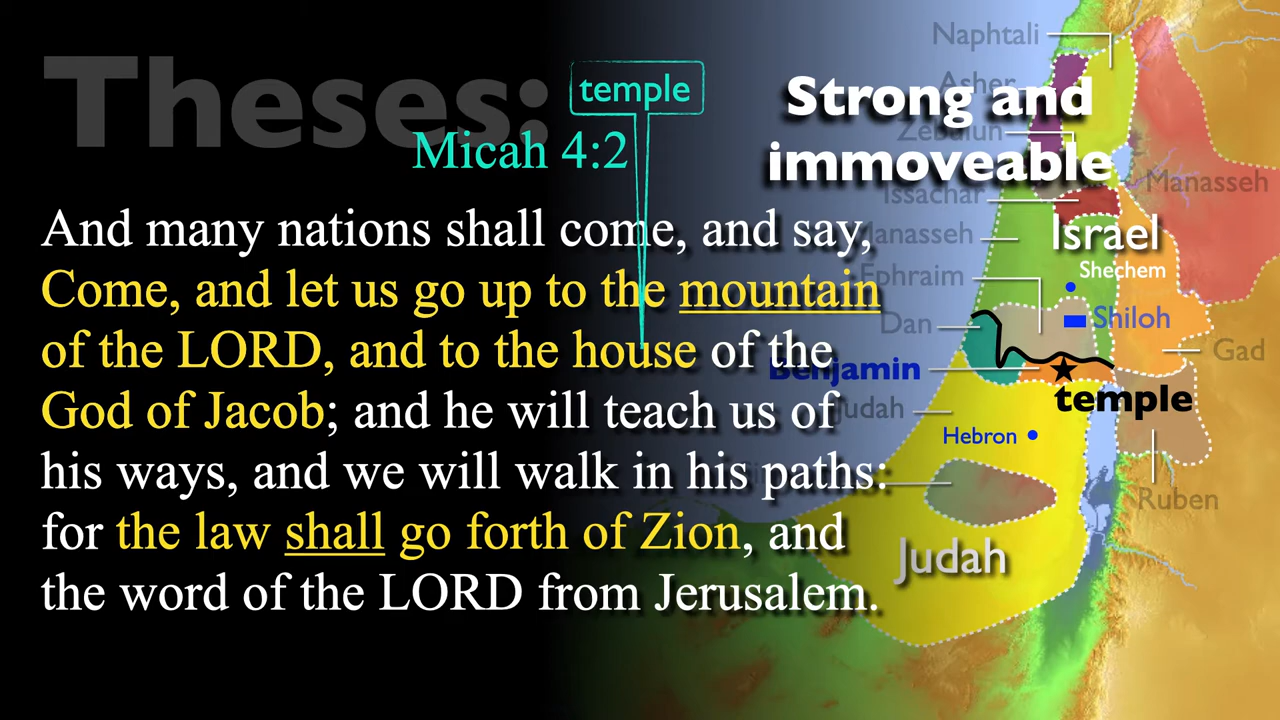 Theses:
temple
Micah 4:2
And many nations shall come, and say,
Come, and let us go up to the mountain
of the LORD, and to the house of the
God of Jacob; and he will teach us of
his ways, and we will walk in his paths:
for the law shall go forth of Zion, and
the word of the LORD from Jerusalem.
Strong and
immoveable
Naphtali
Asher
Zebulun
Issachar
Manasseh
Manasseh
Ephraim
Dan
Benjamin
Judah
Israel
Shechem
Shiloh
Gad
temple
Hebron
Ruben
Judah